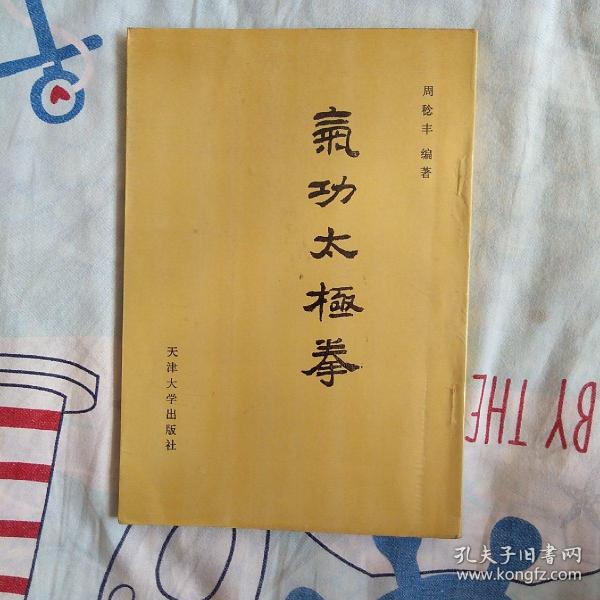 周稔丰 编著
氣功太極拳
天津大学出版社
BY THE
孔夫子旧书网
www.kongfz.com